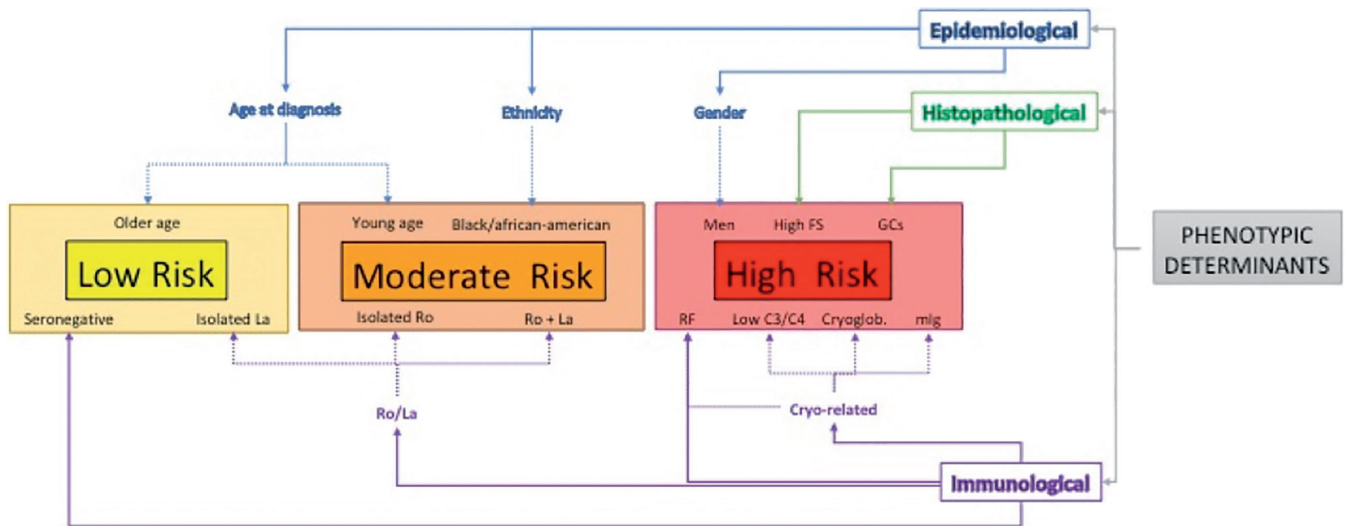 Epidemiological
Age at diagnosis
Ethnicity
Gender
Histopathological
Older age
Young age
Black/african-american
Men
High FS
GCs
PHENOTYPIC
DETERMINANTS
Low Risk
Moderate Risk
High Risk
Seronegative
Isolated La
Isolated Ro
Ro + La
RF
Low C3/C4
Cryoglob.
mIg
Ro/La
Cryo-related
Immunological